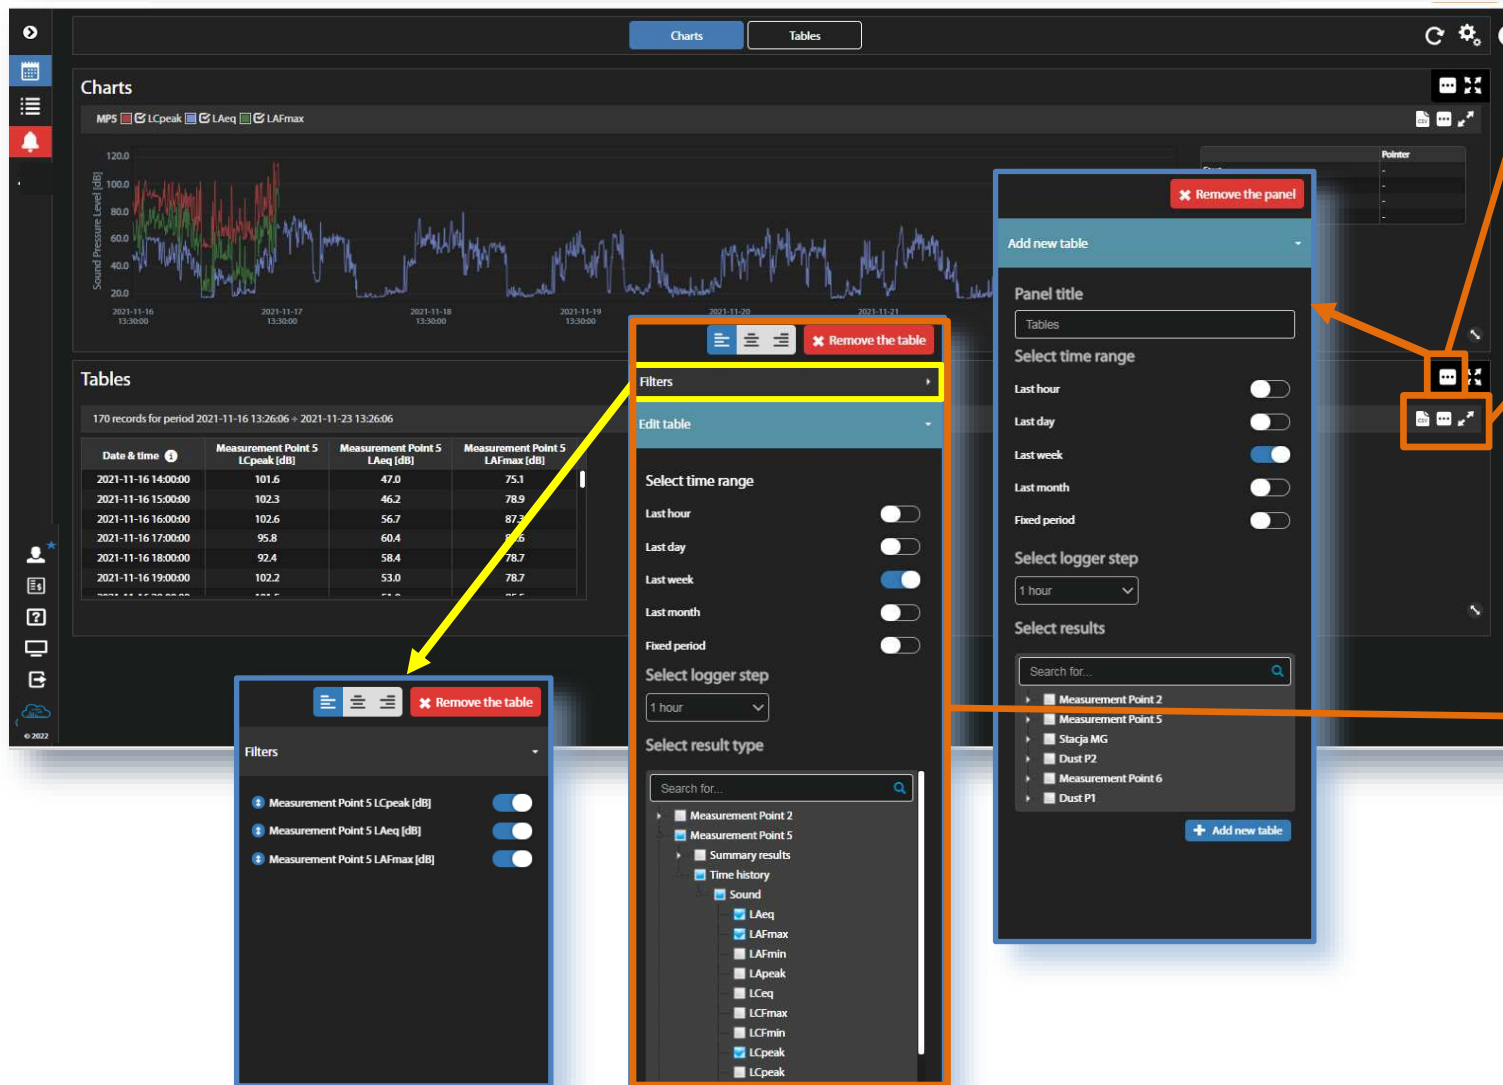 Charts
Tables
Charts
MP5 LCpeak LAeq LAFmax
CSV
120.0
100.0
80.0
60.0
40.0
20.0
Sound Pressure Level [dB]
2021-11-16
13:30:00
2021-11-17
13:30:00
2021-11-18
13:30:00
2021-11-19
13:30:00
2021-11-20
2021-11-21
Pointer
-
-
-
-
Tables
170 records for period 2021-11-16 13:26:06 ÷ 2021-11-23 13:26:06
CSV
Date & time
Measurement Point 5
LCpeak [dB]
Measurement Point 5
LAeq [dB]
Measurement Point 5
LAFmax [dB]
2021-11-16 14:00:00 101.6 47.0 75.1
2021-11-16 15:00:00 102.3 46.2 78.9
2021-11-16 16:00:00 102.6 56.7
2021-11-16 17:00:00 95.8 60.4
2021-11-16 18:00:00 92.4 58.4 78.7
2021-11-16 19:00:00 102.2 53.0 78.7
© 2022
Remove the table
Filters
Measurement Point 5 LCpeak [dB]
Measurement Point 5 LAeq [dB]
Measurement Point 5 LAFmax [dB]
Remove the table
Filters
Edit table
Select time range
Last hour
Last day
Last week
Last month
Fixed period
Select logger step
1 hour
Select result type
Search for...
Measurement Point 2
Measurement Point 5
Summary results
Time history
Sound
LAeq
LAFmax
LAFmin
LApeak
LCeq
LCFmax
LCFmin
LCpeak
LCpeak
Remove the panel
Add new table
Panel title
Tables
Select time range
Last hour
Last day
Last week
Last month
Fixed period
Select logger step
1 hour
Select results
Search for...
Measurement Point 2
Measurement Point 5
Stacja MG
Dust P2
Measurement Point 6
Dust P1
Add new table